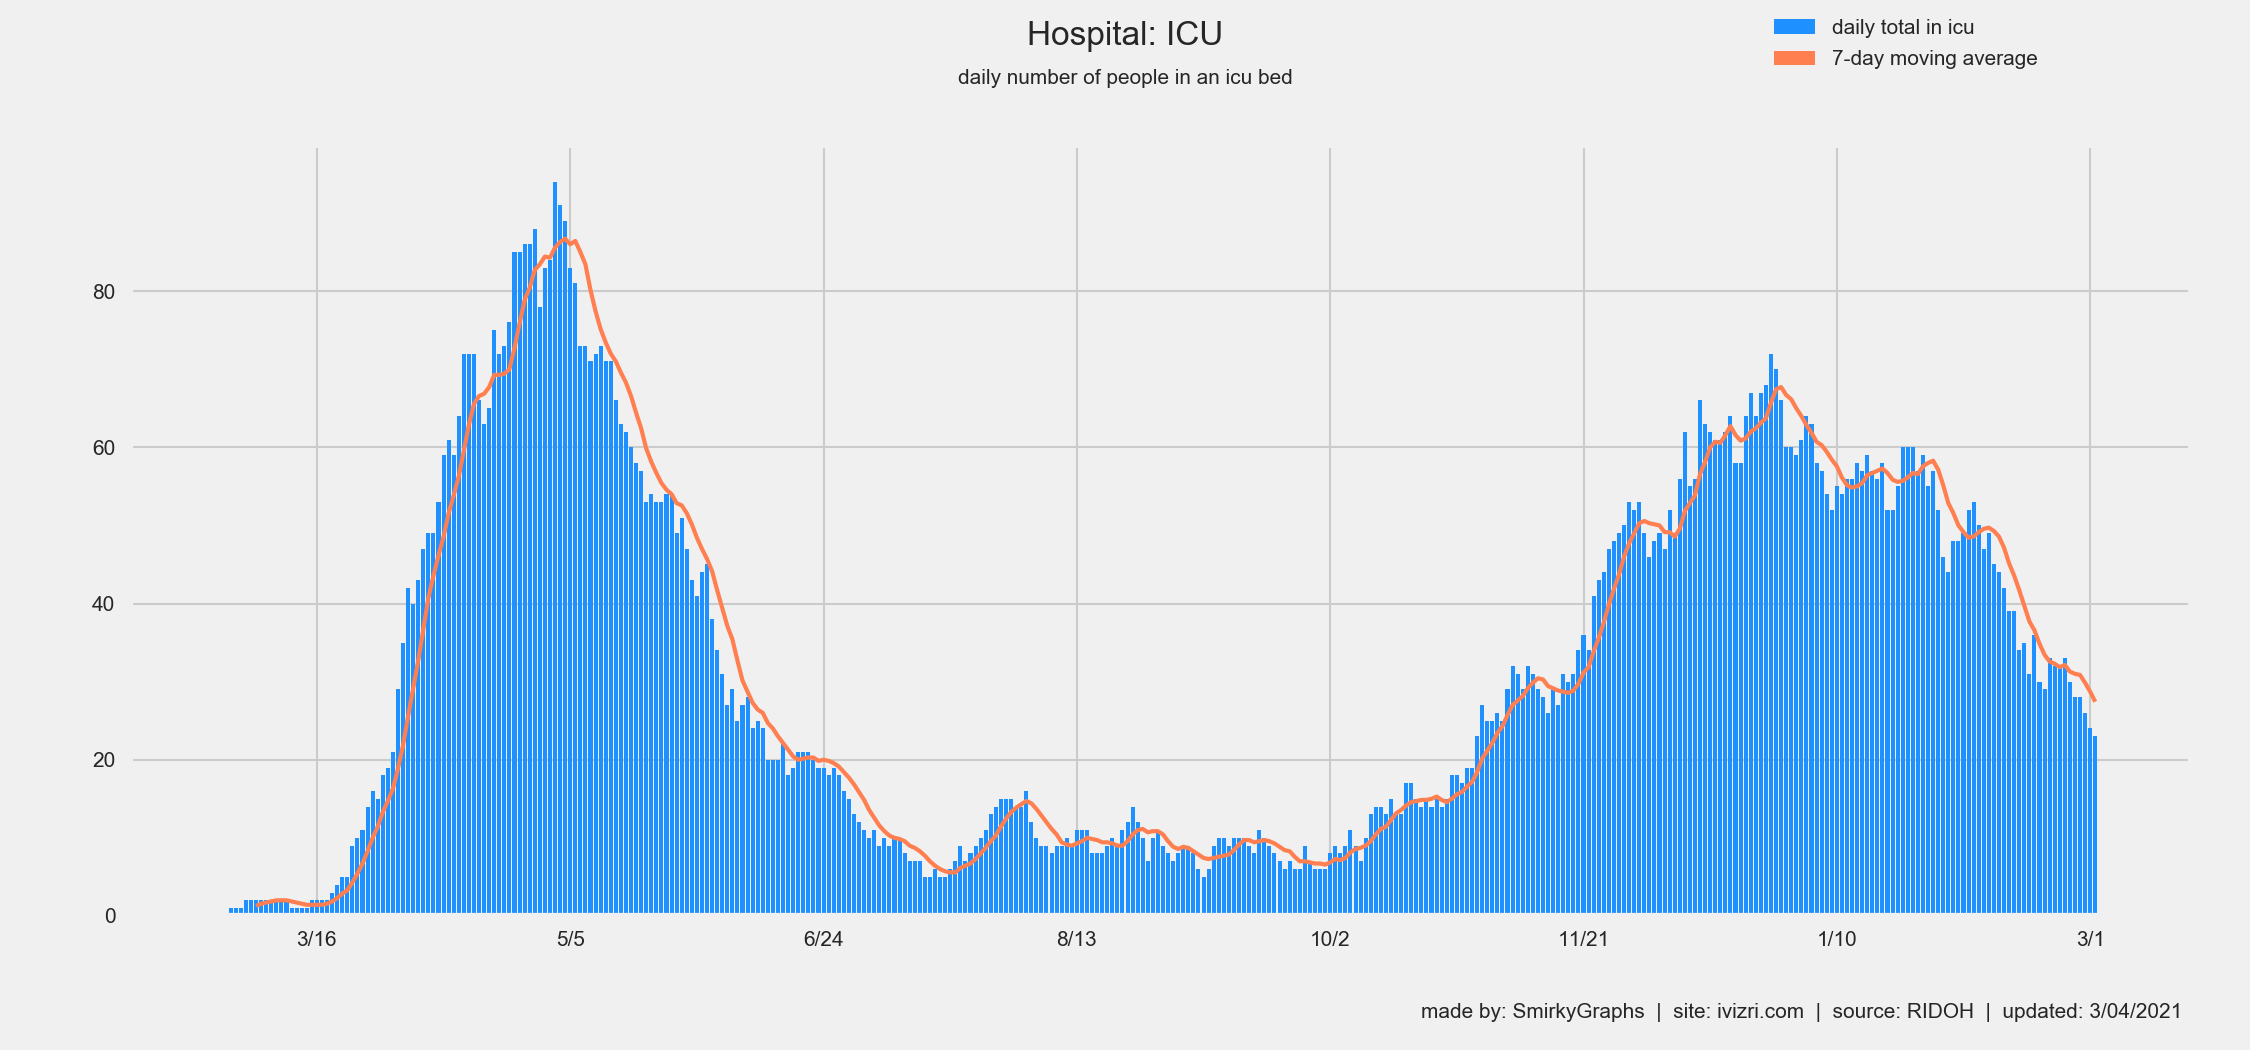 Hospital: ICU
daily number of people in an icu bed
daily total in icu
7-day moving average
80
60
40
20
0
3/16 5/5 6/24 8/13 10/2 11/21 1/10 3/1
made by: SmirkyGraphs | site: ivizri.com | source: RIDOH | updated: 3/04/2021